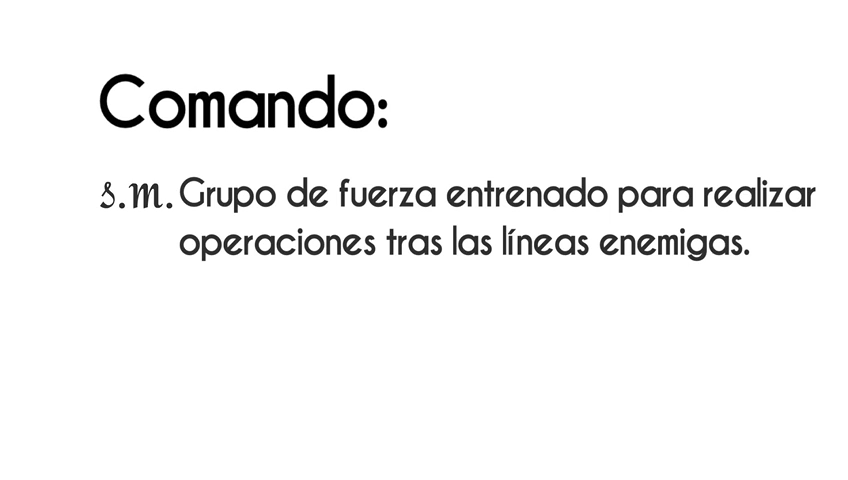 Comando:
s.m. Grupo de fuerza entrenado para realizar
operaciones tras las líneas enemigas.